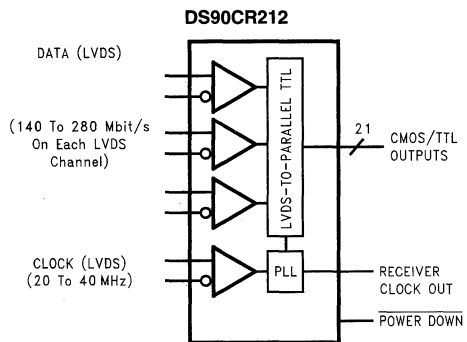 DS90CR212
DATA (LVDS)
(140 To 280 Mbit/s
On Each LVDS
Channel)
LVDS-TO-PARALLEL TTL
21
CMOS/TTL
OUTPUTS
CLOCK (LVDS)
(20 To 40 MHz)
PLL
RECEIVER
CLOCK OUT
POWER DOWN